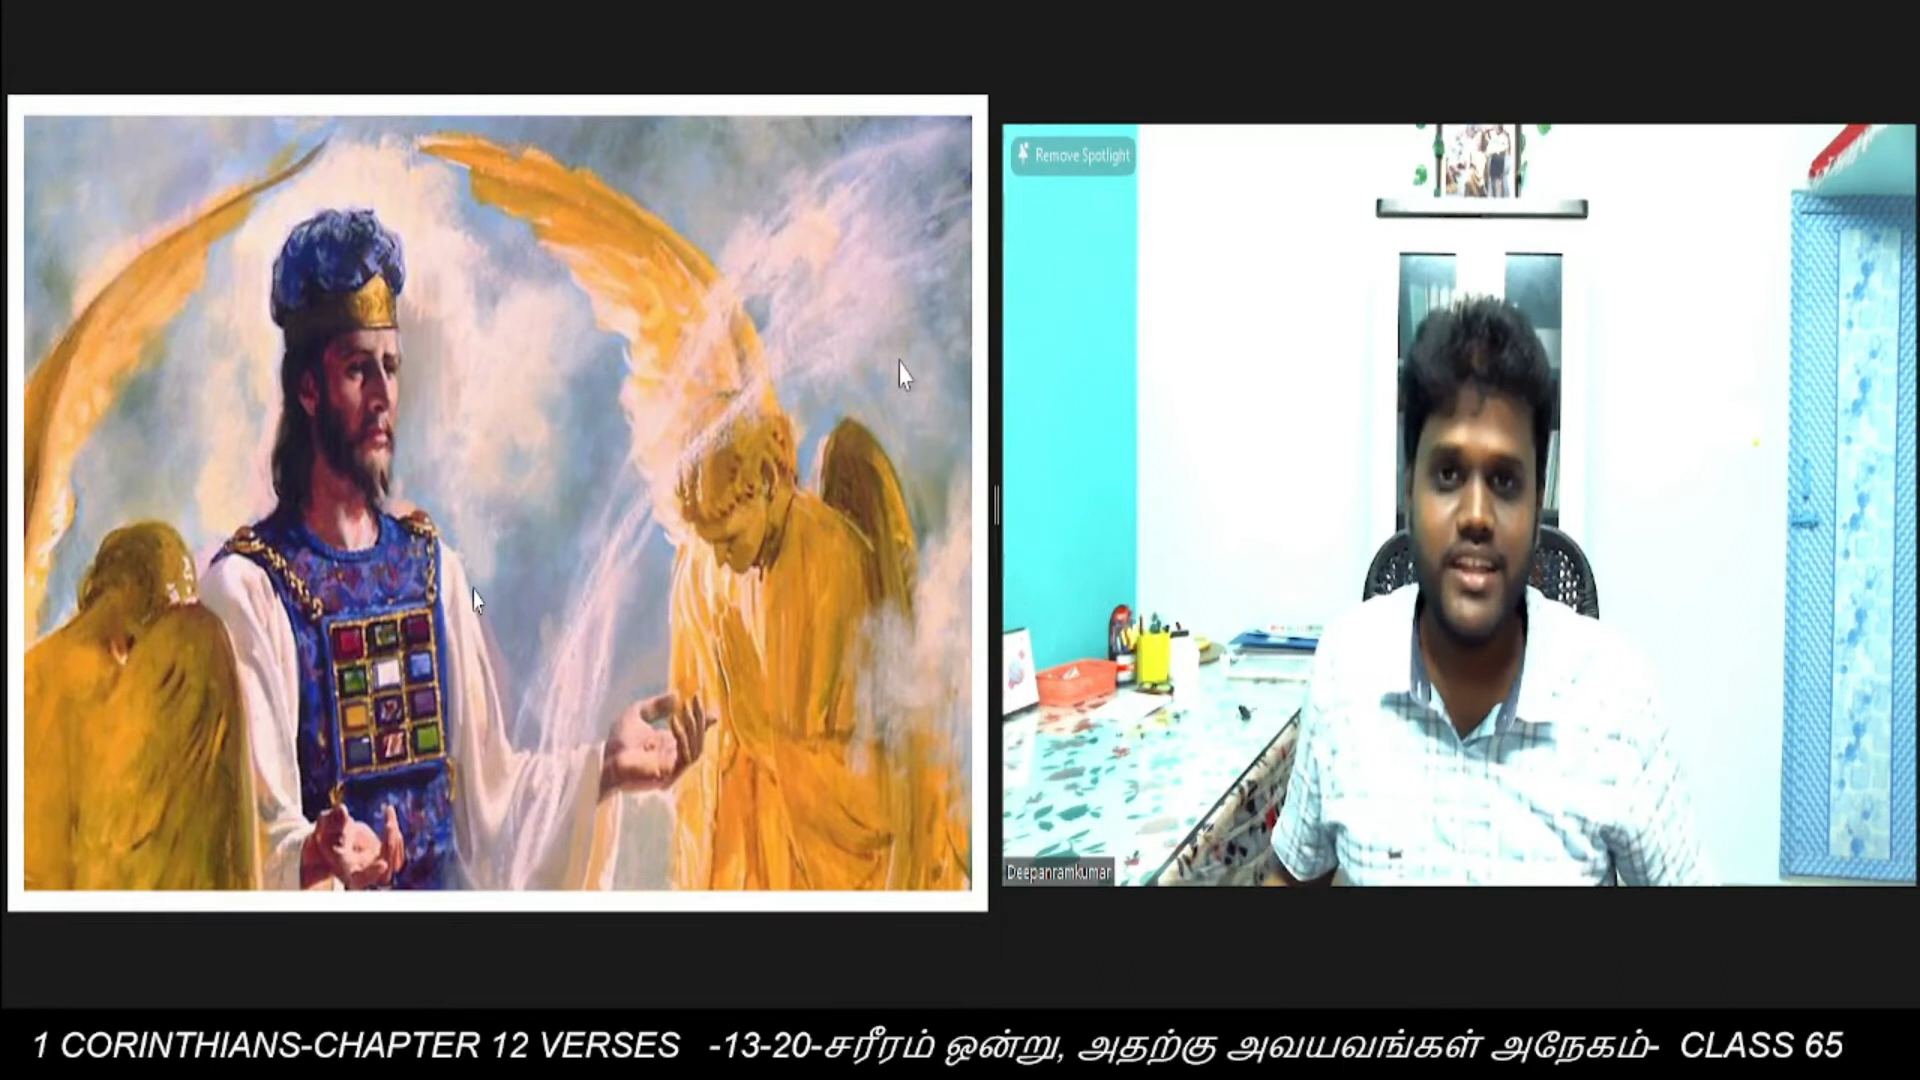 Remove Spotlight
Deepanramkumar
1 CORINTHIANS-CHAPTER 12 VERSES -13-20-சரீரம் ஒன்று, அதற்கு அவயவங்கள் அநேகம்- CLASS 65